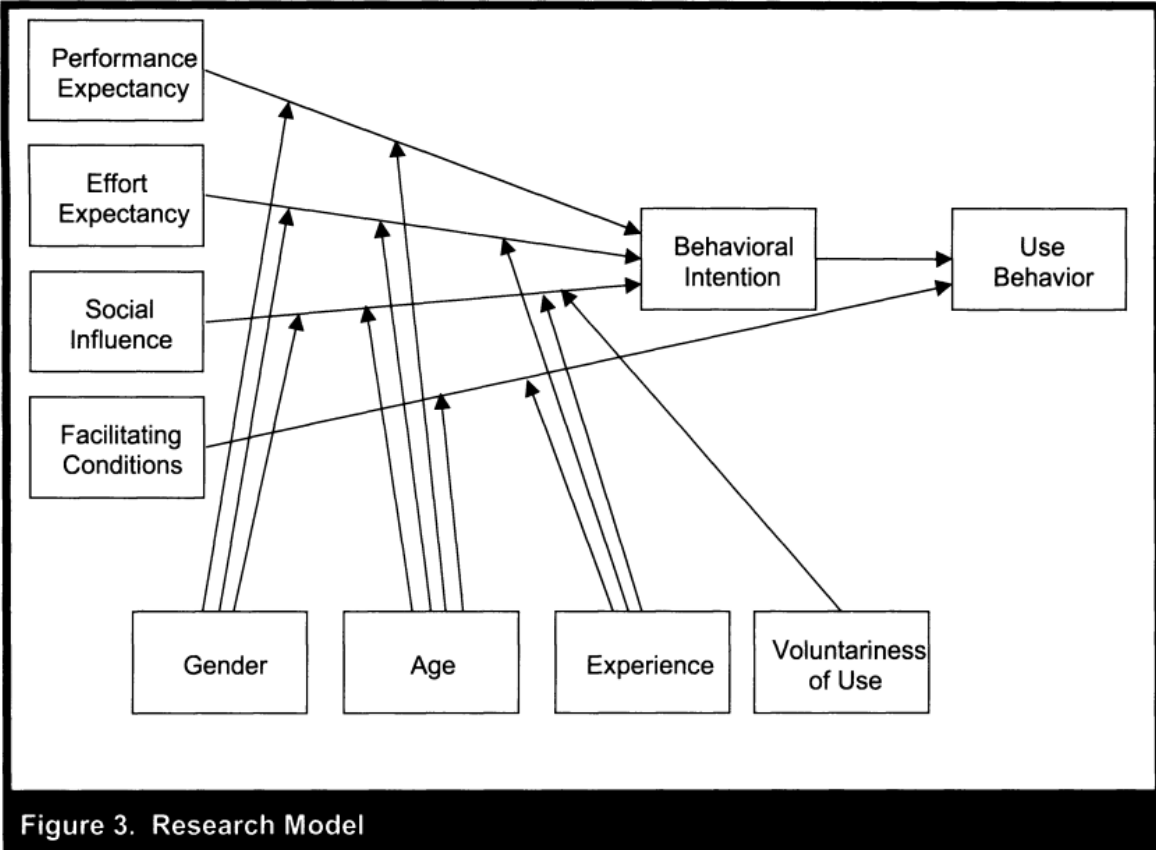 Performance
Expectancy
Effort
Expectancy
Social
Influence
Facilitating
Conditions
Behavioral
Intention
Use
Behavior
Gender
Age
Experience
Voluntariness
of Use
Figure 3. Research Model